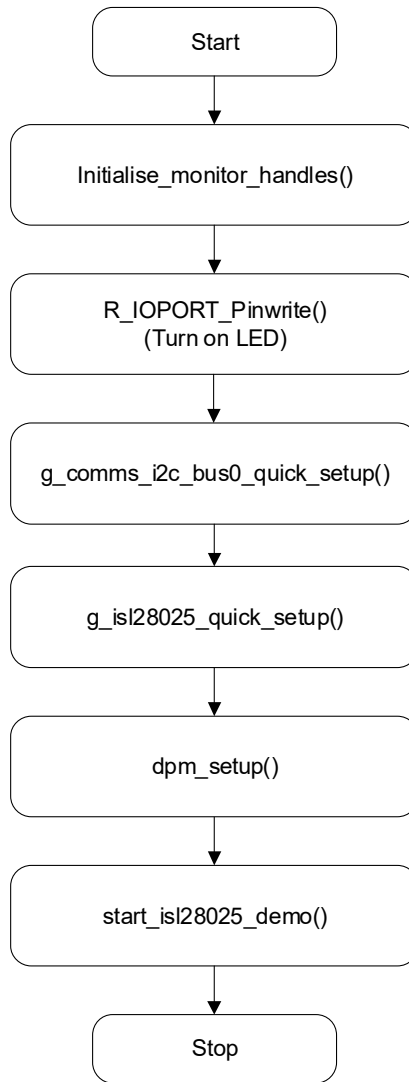 Start
Initialise_monitor_handles()
R_IOPORT_Pinwrite()
(Turn on LED)
g_comms_i2c_bus0_quick_setup()
g_isl28025_quick_setup()
dpm_setup()
start_isl28025_demo()
Stop